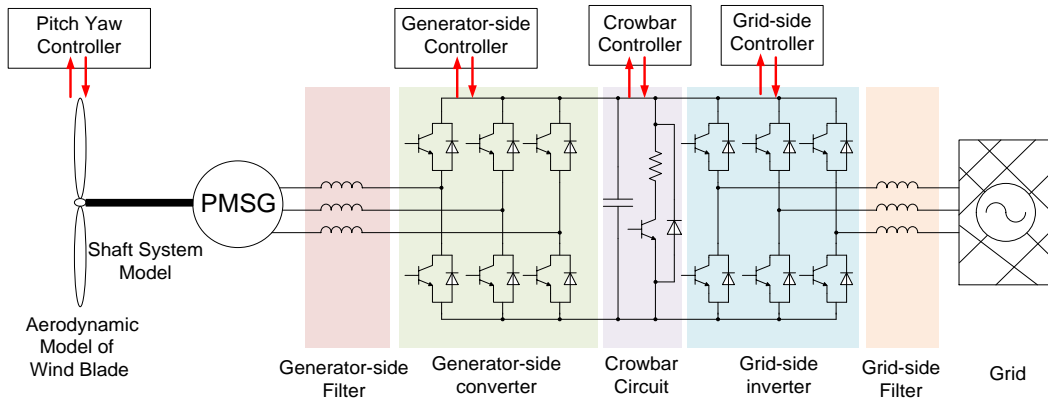 Pitch Yaw
Controller
Generator-side
Controller
Crowbar
Controller
Grid-side
Controller
PMSG
Shaft System
Model
Aerodynamic
Model of
Wind Blade
Generator-side
Filter
Generator-side
converter
Crowbar
Circuit
Grid-side
inverter
Grid-side
Filter
Grid